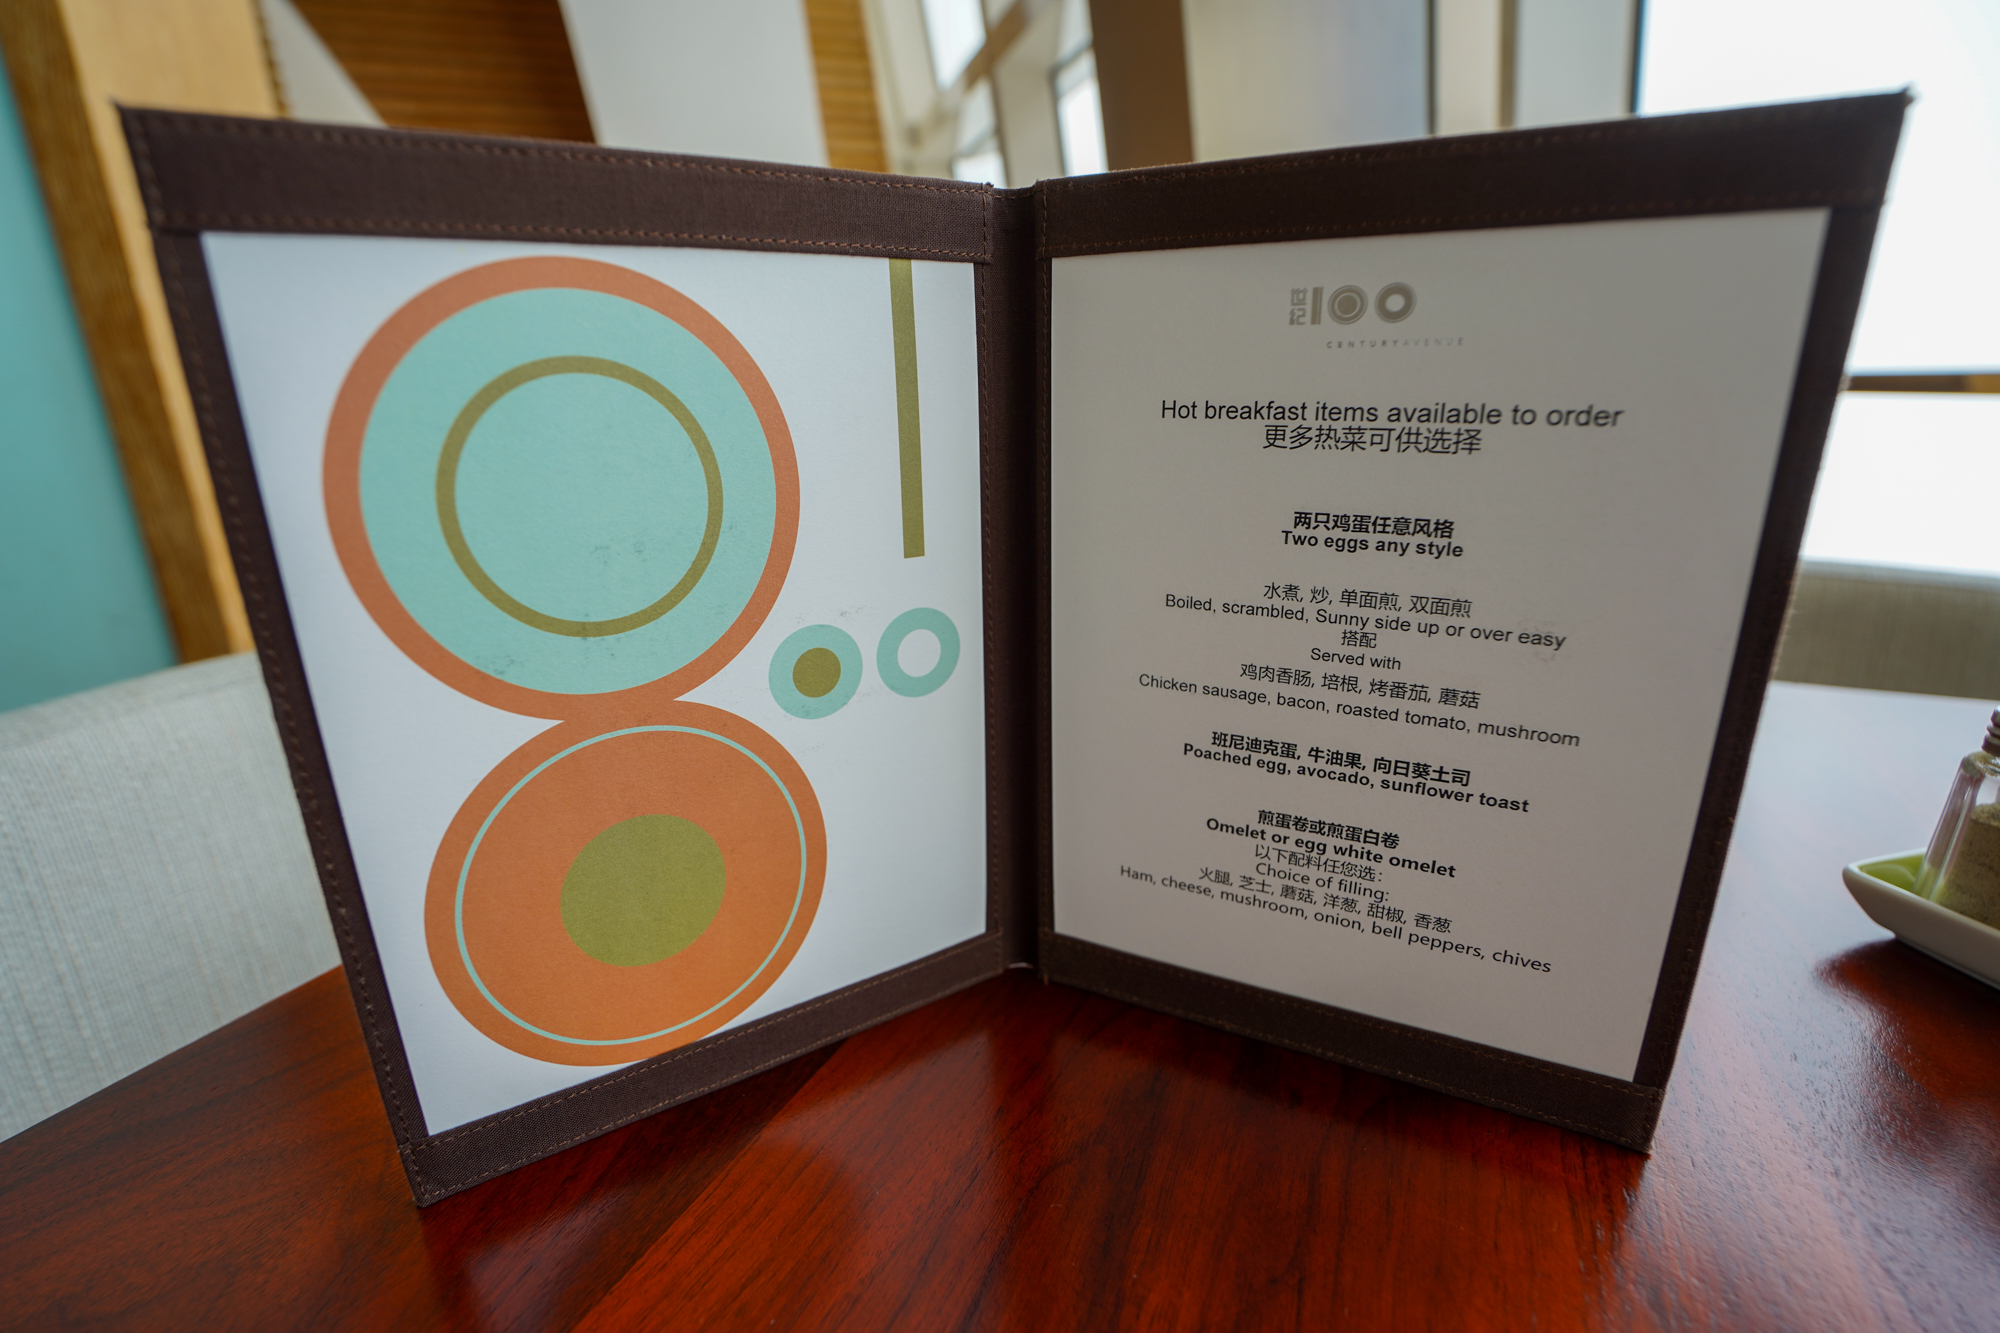 世纪100
CENTURYAVENUE
Hot breakfast items available to order
更多热菜可供选择
两只鸡蛋任意风格
Two eggs any style
水煮, 炒, 单面煎, 双面煎
Boiled, scrambled, Sunny side up or over easy
搭配
Served with
鸡肉香肠, 培根, 烤番茄, 蘑菇
Chicken sausage, bacon, roasted tomato, mushroom
班尼迪克蛋, 牛油果, 向日葵土司
Poached egg, avocado, sunflower toast
煎蛋卷或煎蛋白卷
Omelet or egg white omelet
以下配料任您选：
Choice of filling:
火腿, 芝士, 蘑菇, 洋葱, 甜椒, 香葱
Ham, cheese, mushroom, onion, bell peppers, chives